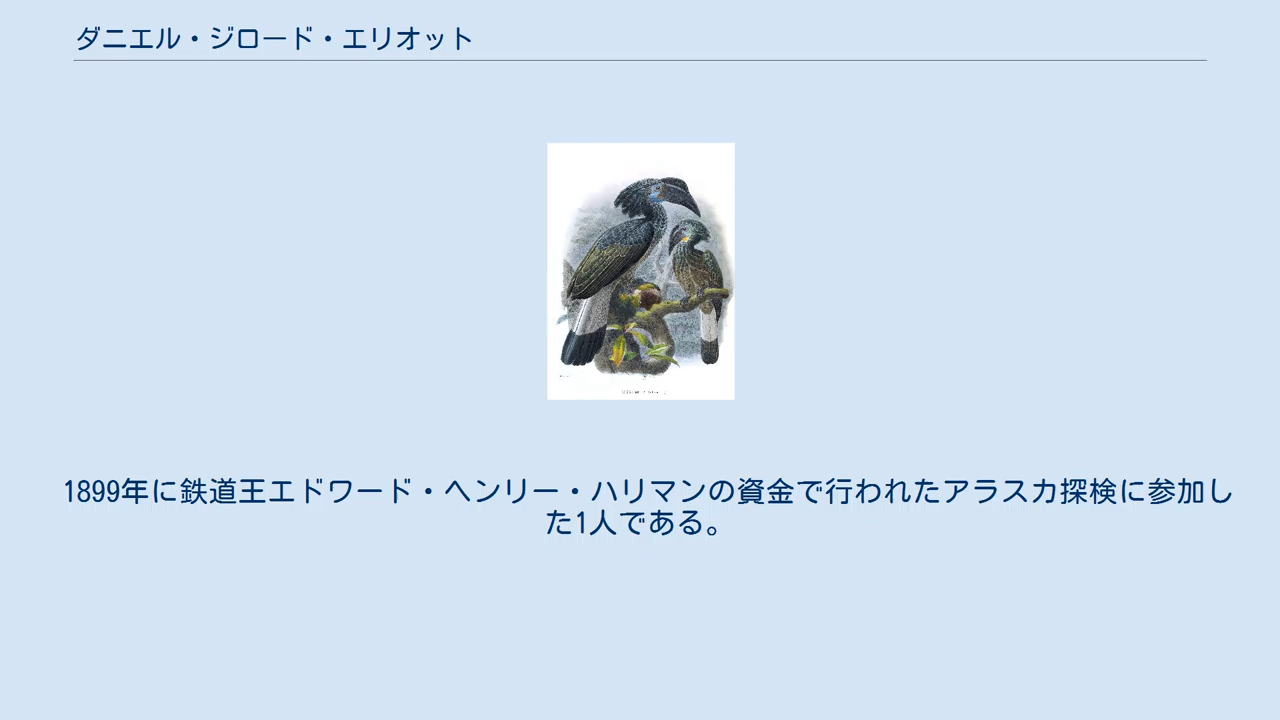 ダニエル・ジロード・エリオット
1899年に鉄道王エドワード・ヘンリー・ハリマンの資金で行われたアラスカ探検に参加し
た1人である。